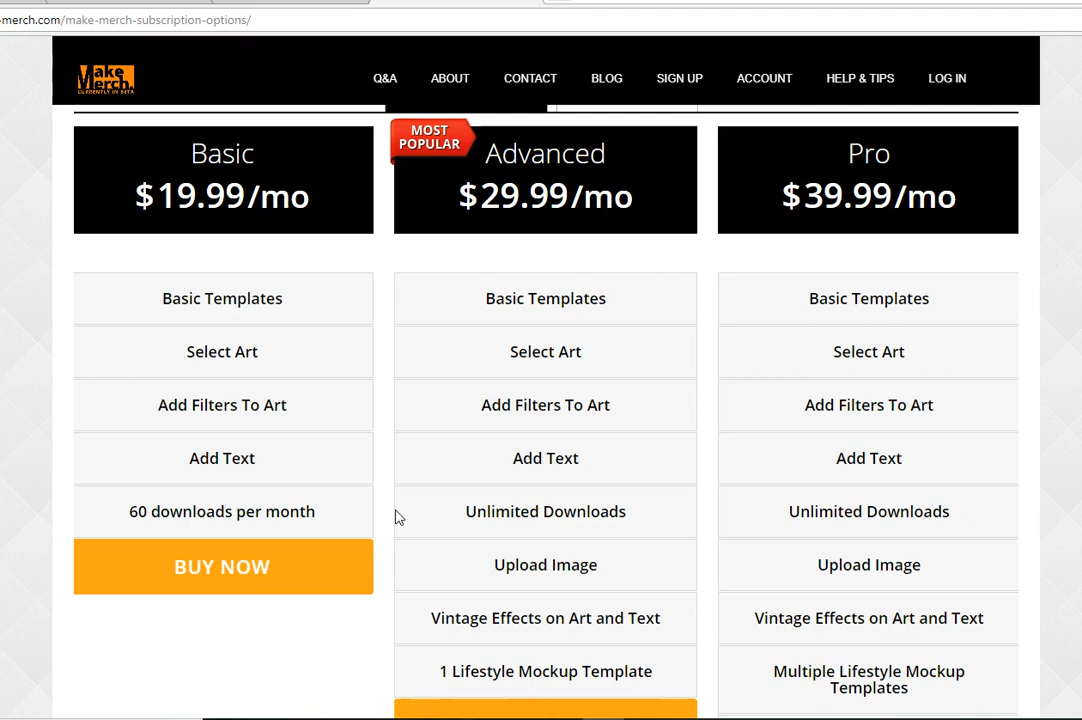 -merch.com/make-merch-subscription-options/
Make
Merch.
CURRENTLY IN BETA
Q&A ABOUT CONTACT BLOG SIGN UP ACCOUNT HELP & TIPS LOG IN
Basic
$19.99/mo
Basic Templates
Select Art
Add Filters To Art
Add Text
60 downloads per month
BUY NOW
MOST
POPULAR
Advanced
$29.99/mo
Basic Templates
Select Art
Add Filters To Art
Add Text
Unlimited Downloads
Upload Image
Vintage Effects on Art and Text
1 Lifestyle Mockup Template
Pro
$39.99/mo
Basic Templates
Select Art
Add Filters To Art
Add Text
Unlimited Downloads
Upload Image
Vintage Effects on Art and Text
Multiple Lifestyle Mockup
Templates